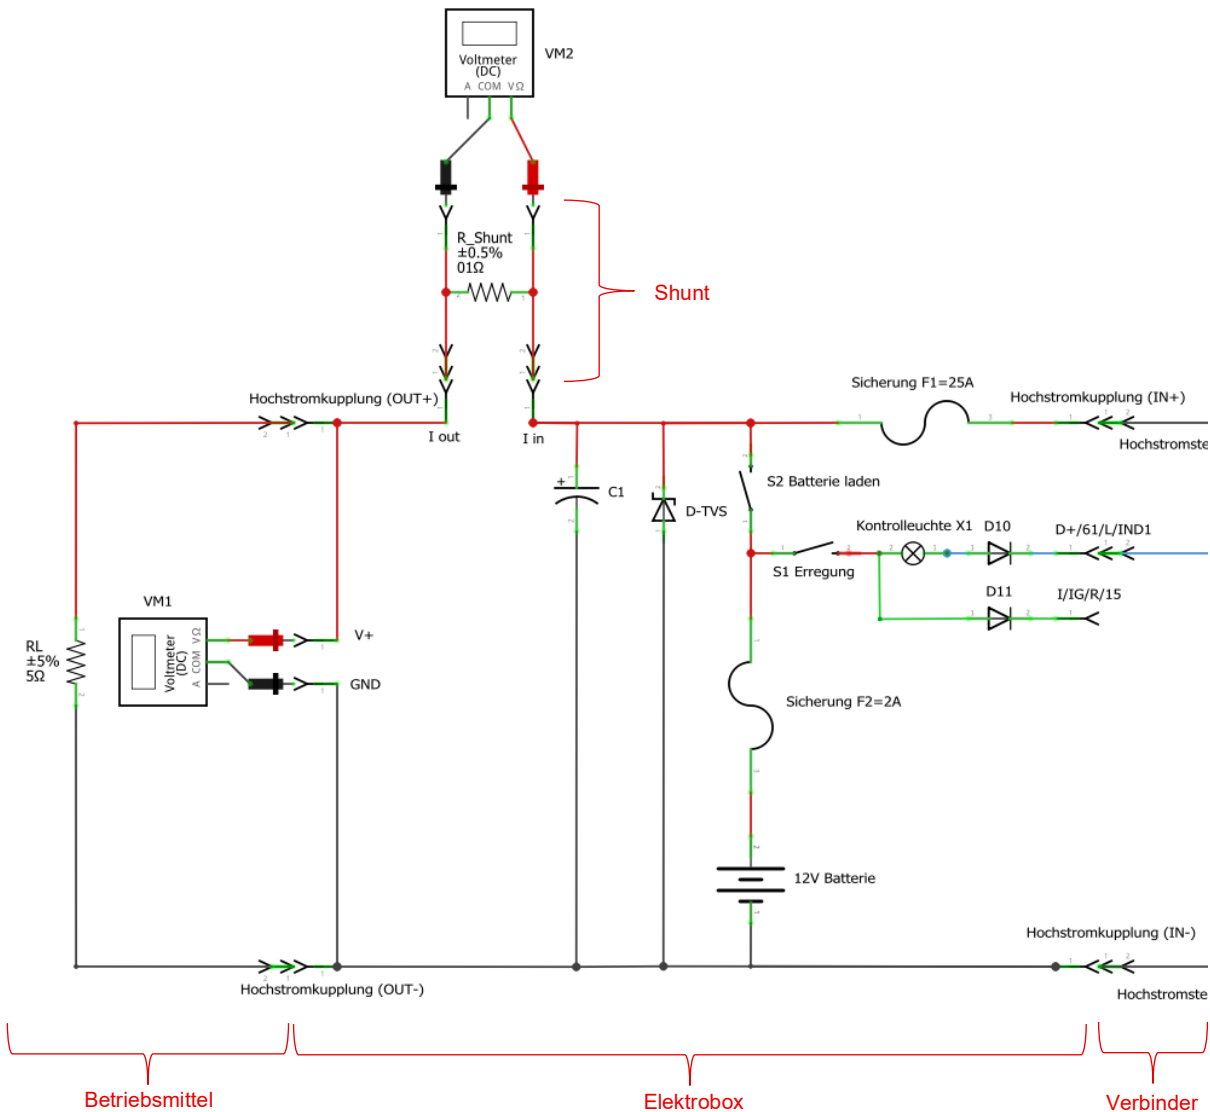 VM2
Voltmeter
(DC)
A COM VΩ
R_Shunt
±0.5%
01Ω
Shunt
Sicherung F1=25A
Hochstromkupplung (OUT+)
Hochstromkupplung (IN+)
I out
I in
Hochstromste
S2 Batterie laden
C1
D-TVS
Kontrolleuchte X1
D10
D+/61/L/IND1
S1 Erregung
D11
I/IG/R/15
VM1
Voltmeter
(DC)
A COM VΩ
V+
GND
RL
±5%
5Ω
Sicherung F2=2A
12V Batterie
Hochstromkupplung (IN-)
Hochstromkupplung (OUT-)
Hochstromste
Betriebsmittel
Elektrobox
Verbinder